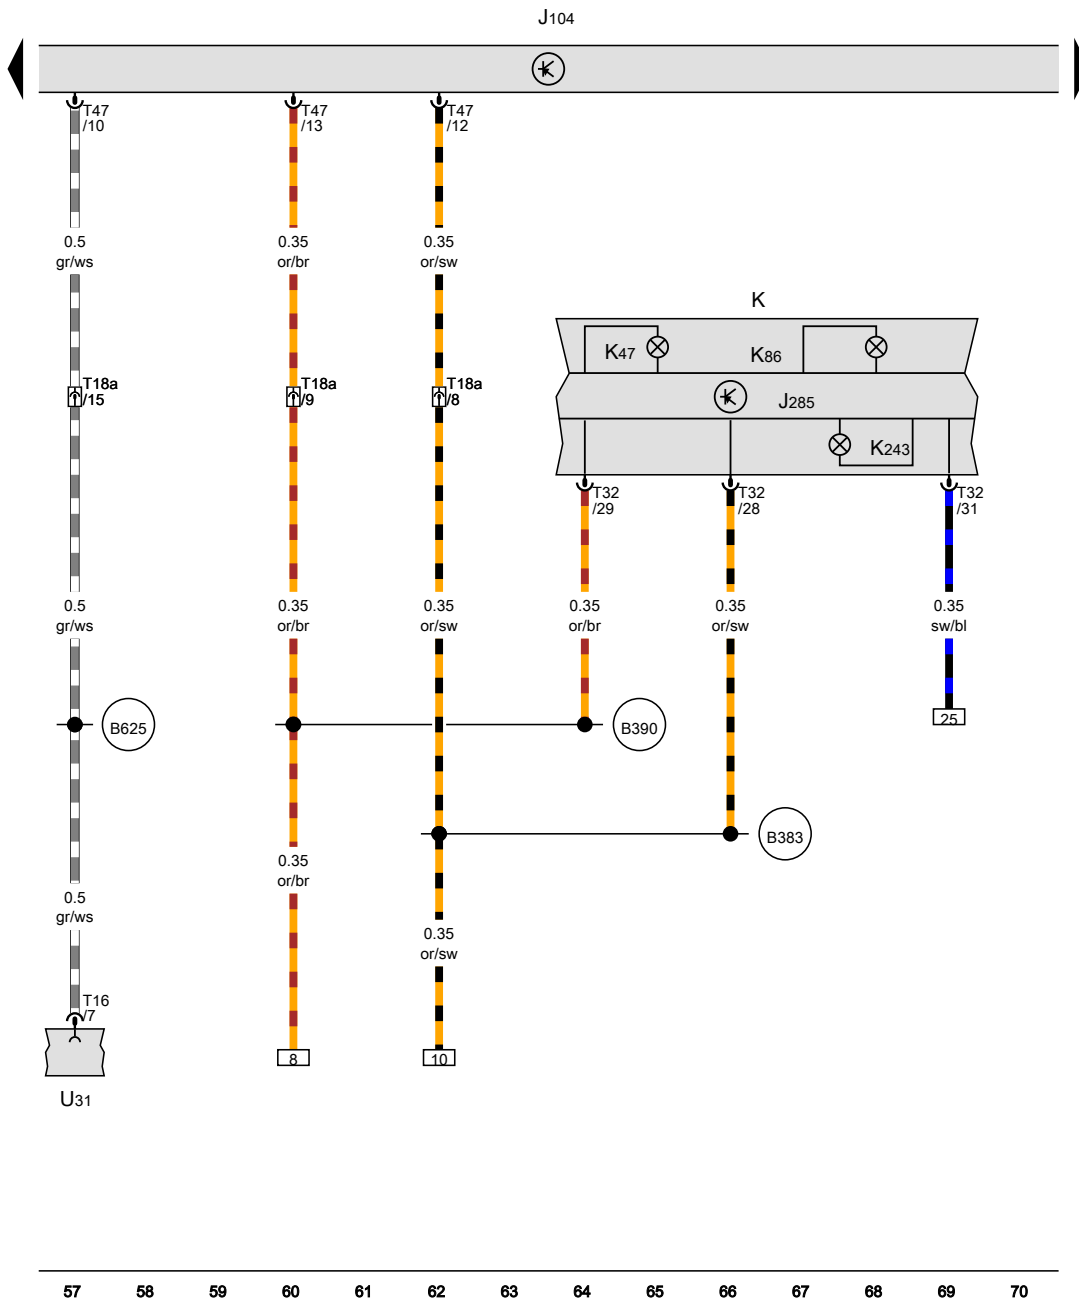 J104
T47
/10
T47
/13
T47
/12
0.5
gr/ws
0.35
or/br
0.35
or/sw
K
K47
K86
J285
K243
T18a
/15
T18a
/9
T18a
/8
T32
/29
T32
/28
T32
/31
0.5
gr/ws
0.35
or/br
0.35
or/sw
0.35
or/br
0.35
or/sw
0.35
sw/bl
B625
B390
25
B383
0.35
or/br
0.5
gr/ws
0.35
or/sw
T16
/7
8
10
U31
57 58 59 60 61 62 63 64 65 66 67 68 69 70